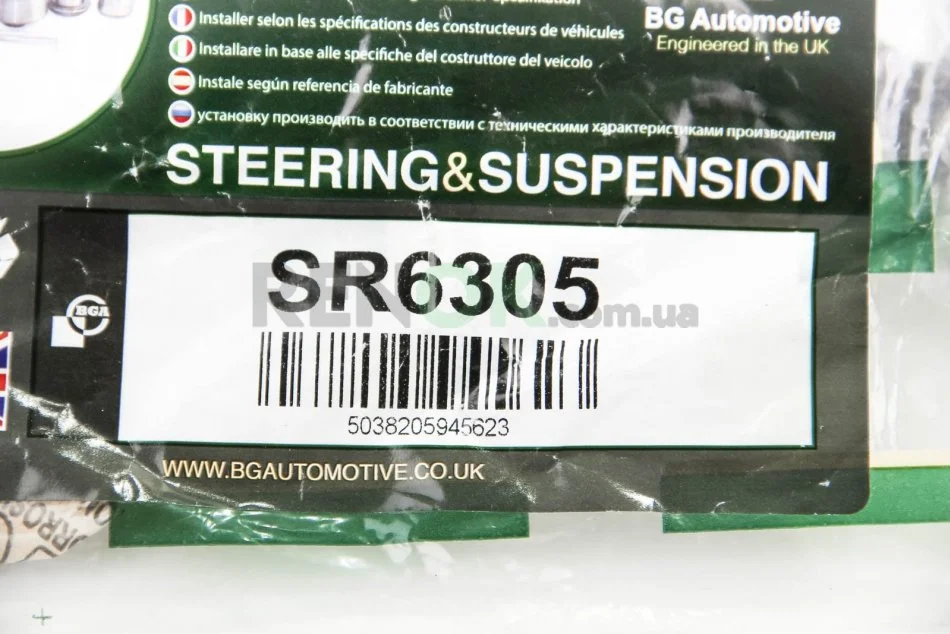 Installer selon les spécifications des constructeurs de véhicules
Installare in base alle specifiche del costruttore del veicolo
Instale según referencia de fabricante
установку производить в соответствии с техническими характеристиками производителя
BG Automotive
Engineered in the UK
STEERING&SUSPENSION
SR6305
.com.ua
BGA
5038205945623
WWW.BGAUTOMOTIVE.CO.UK